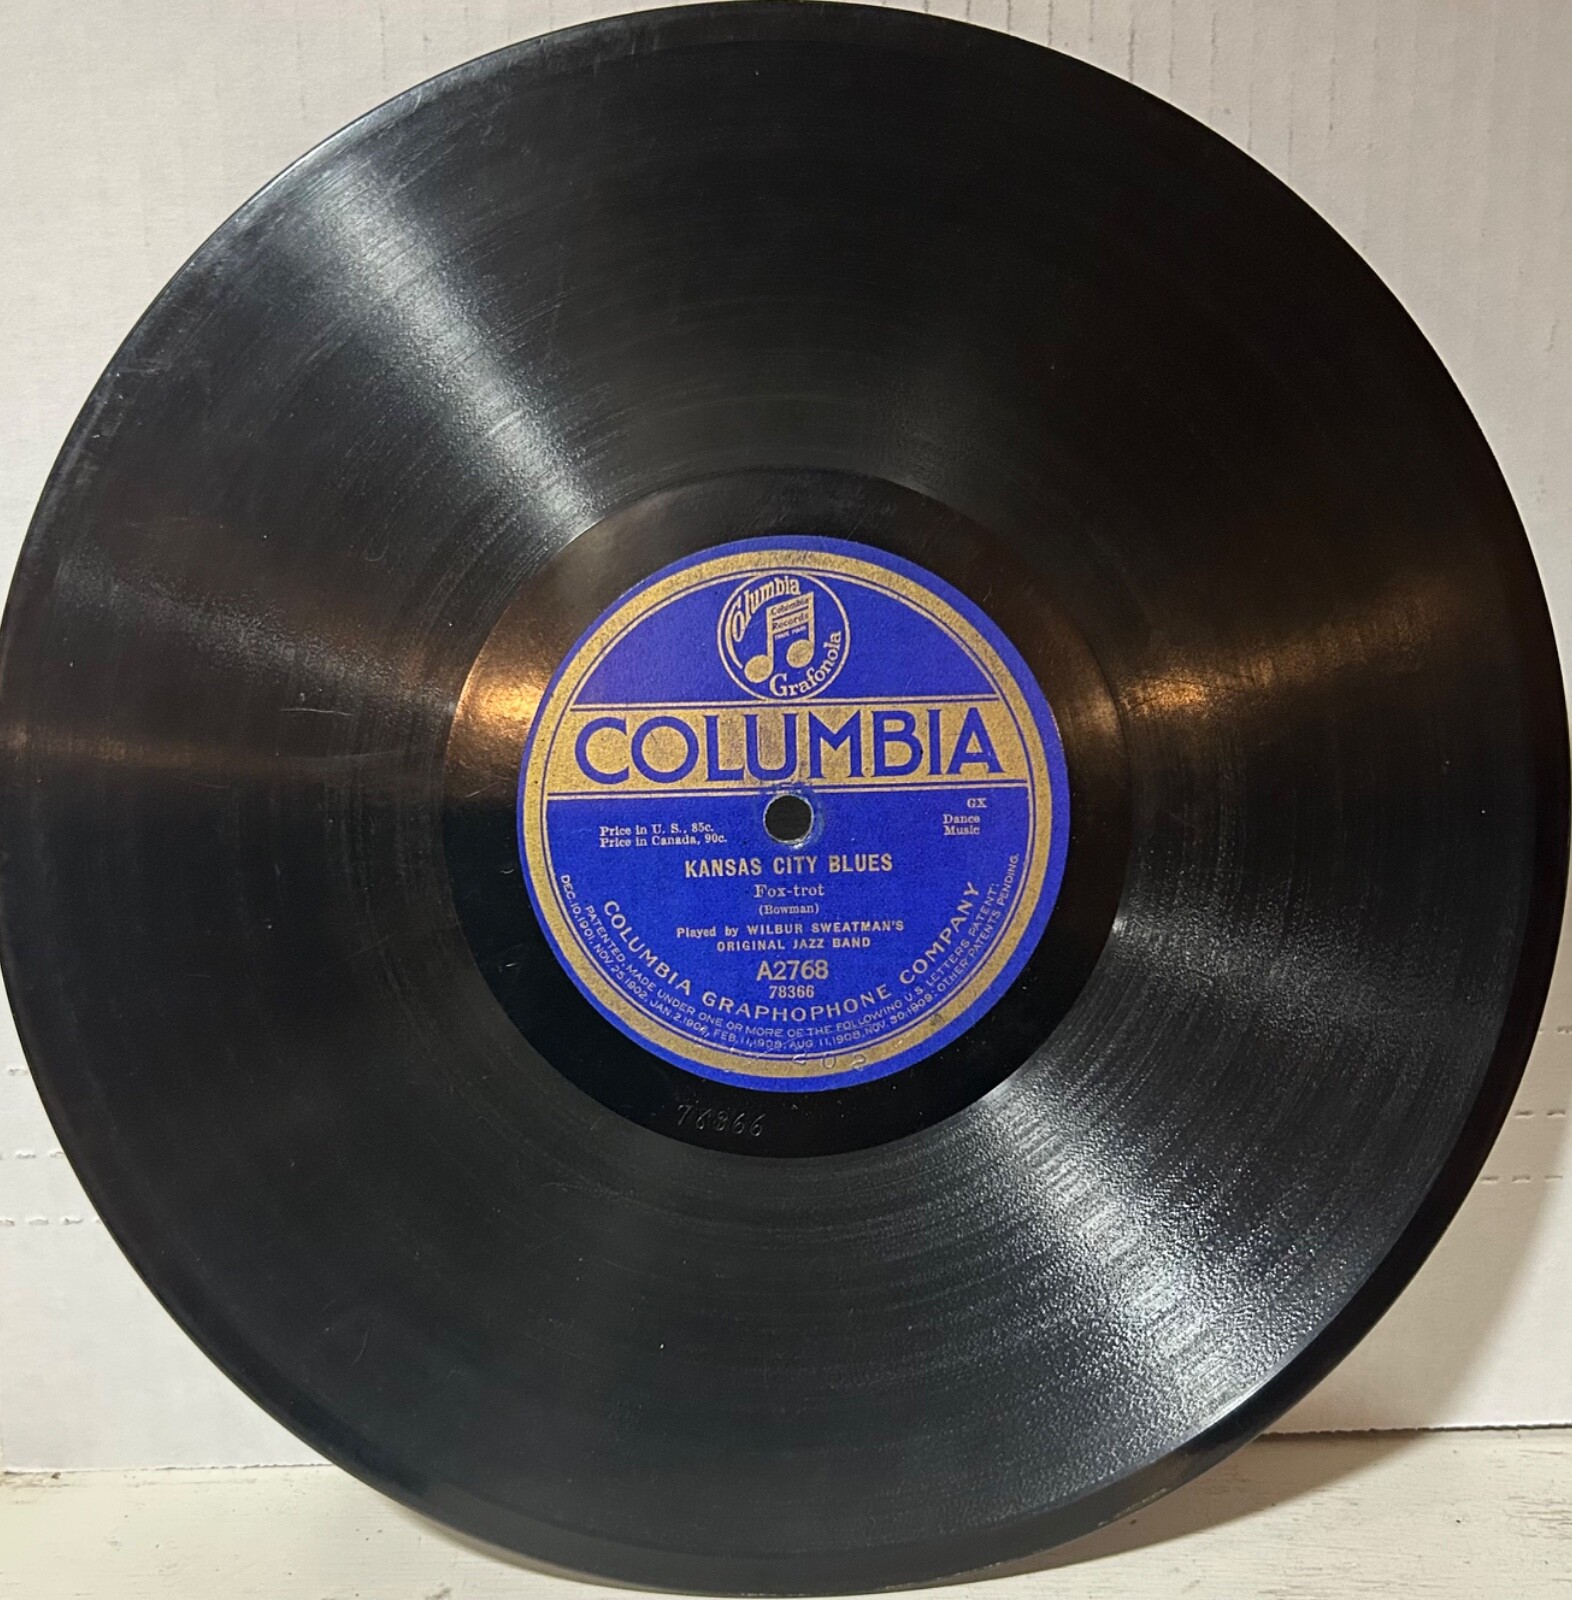 Columbia
Columbia
Records
Grafonola
COLUMBIA
GX
Price in U. S., 85c.
Dance
Price in Canada, 90c.
Music
KANSAS CITY BLUES
Fox-trot
(Bowman)
Played by WILBUR SWEATMAN'S
ORIGINAL JAZZ BAND
A2768
78366
COLUMBIA GRAPHOPHONE COMPANY
PATENTED, MADE UNDER ONE OR MORE OF THE FOLLOWING U.S. LETTERS PATENT:
DEC.10,1901, NOV.25,1902, JAN 2,1906, FEB.11,1908, AUG 11,1908, NOV.30,1909, OTHER PATENTS PENDING.
78366